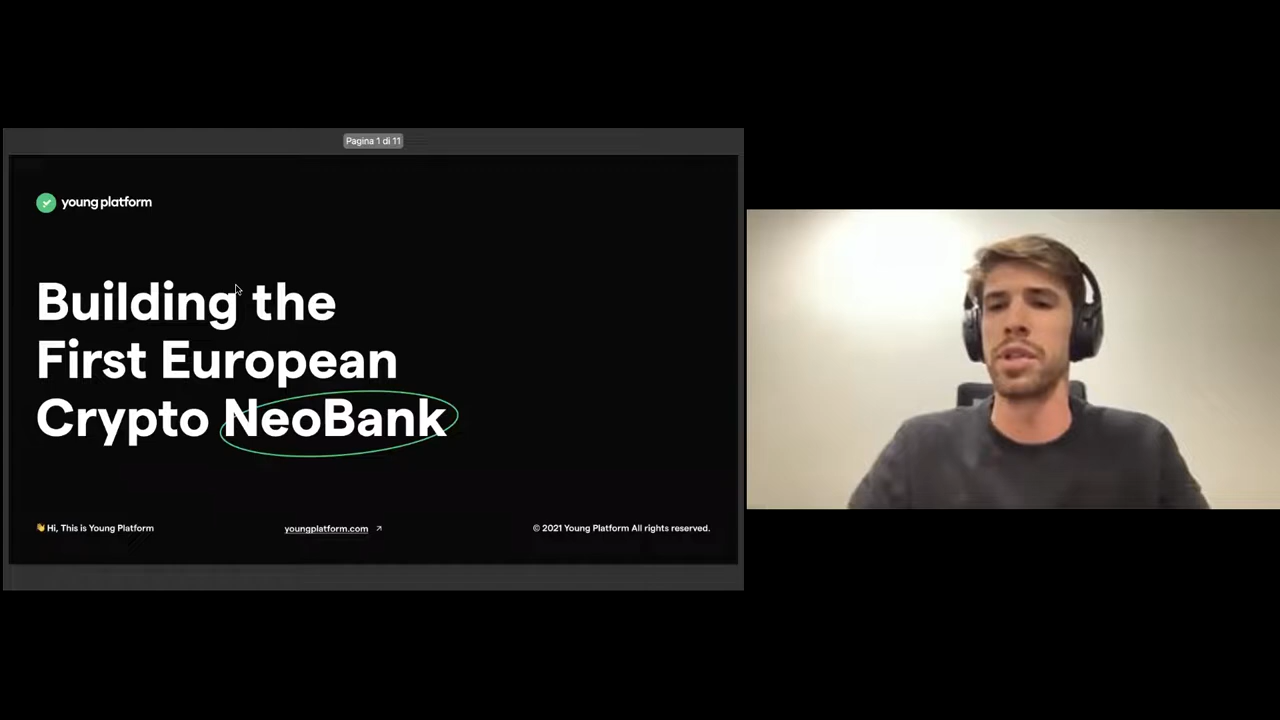 Pagina 1 di 11
young platform
Building the
First European
Crypto NeoBank
👋 Hi, This is Young Platform
youngplatform.com ↗
© 2021 Young Platform All rights reserved.